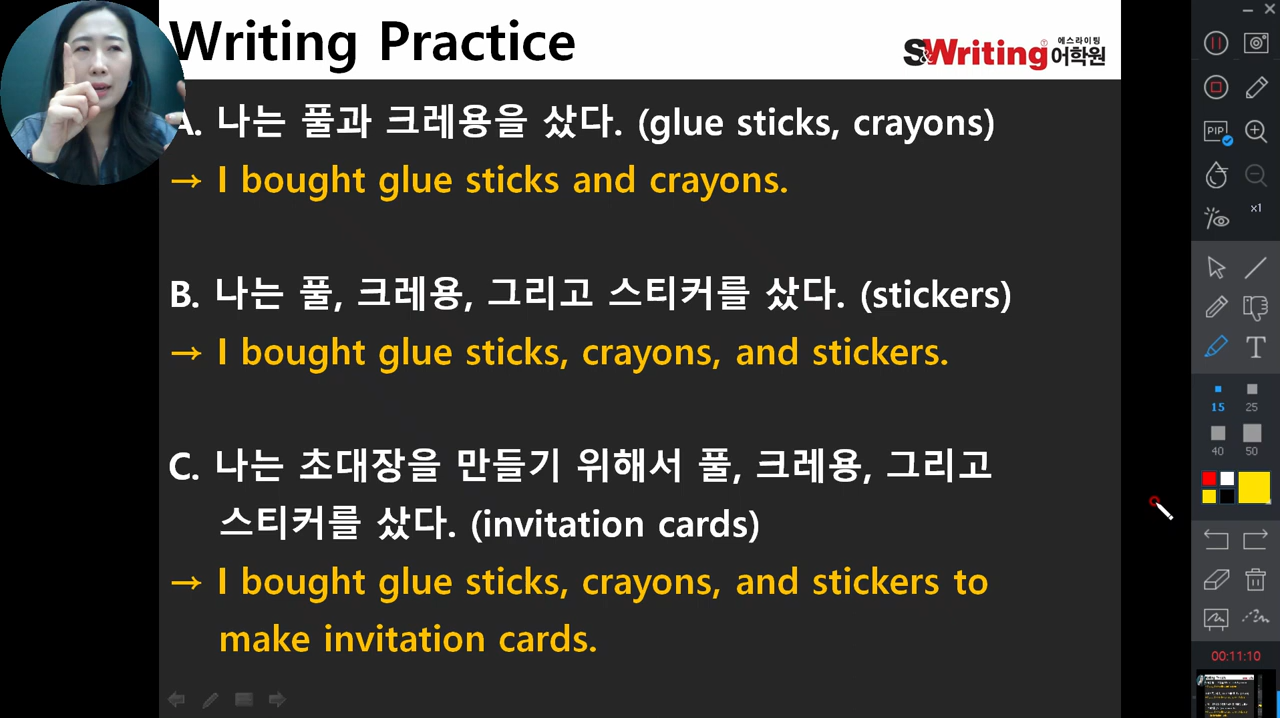 Writing Practice
S&Writing 에스라이팅 어학원
A. 나는 풀과 크레용을 샀다. (glue sticks, crayons)
→ I bought glue sticks and crayons.
B. 나는 풀, 크레용, 그리고 스티커를 샀다. (stickers)
→ I bought glue sticks, crayons, and stickers.
C. 나는 초대장을 만들기 위해서 풀, 크레용, 그리고
스티커를 샀다. (invitation cards)
→ I bought glue sticks, crayons, and stickers to
make invitation cards.
PIP
x1
T
15 25
40 50
00:11:10